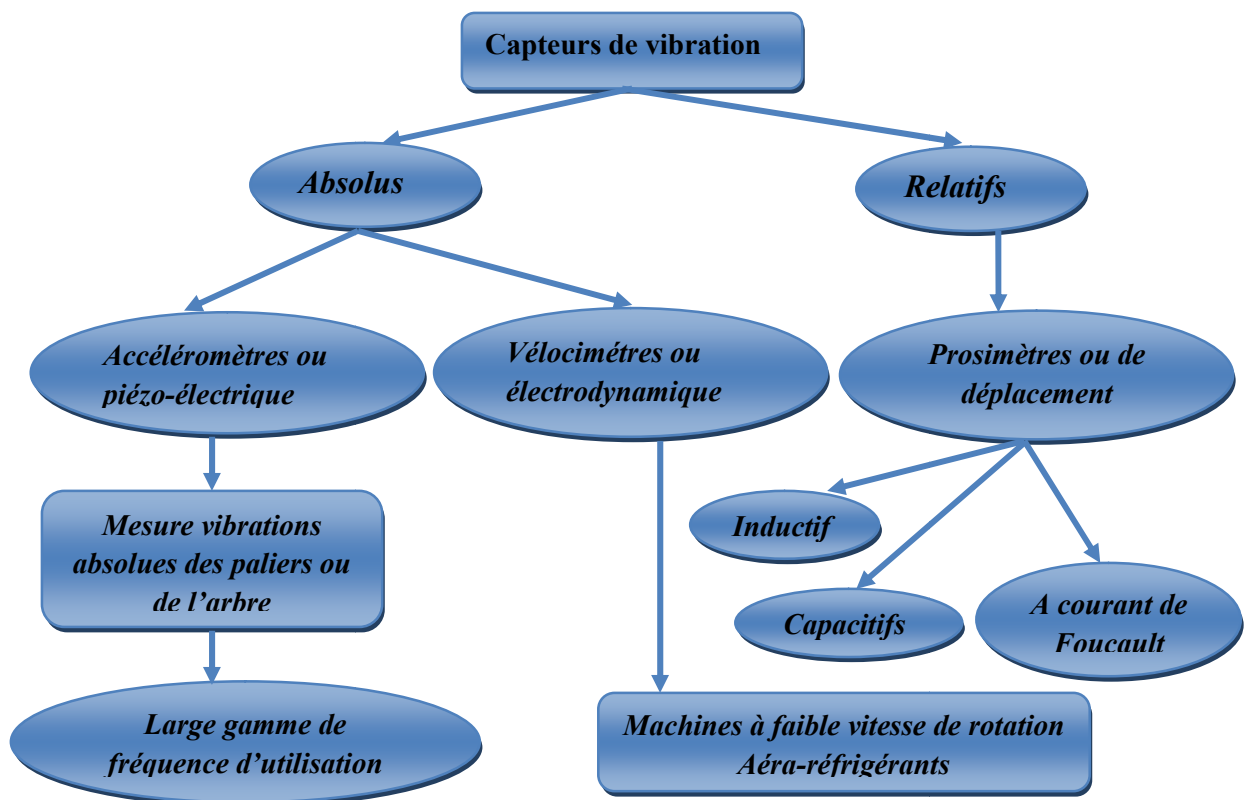 Capteurs de vibration
Absolus
Relatifs
Accéléromètres ou
piézo-électrique
Vélocimétres ou
électrodynamique
Prosimètres ou de
déplacement
Mesure vibrations
absolues des paliers ou
de l’arbre
Inductif
Capacitifs
A courant de
Foucault
Large gamme de
fréquence d’utilisation
Machines à faible vitesse de rotation
Aéra-réfrigérants